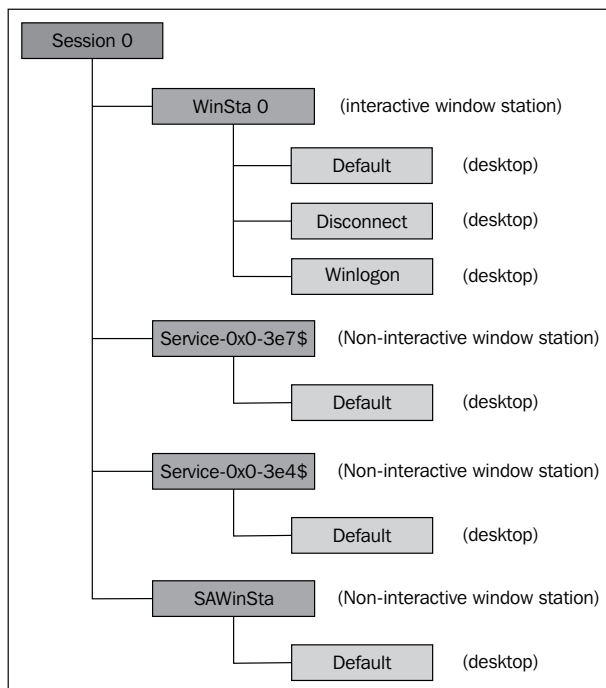 Session 0
WinSta 0 (interactive window station)
Default (desktop)
Disconnect (desktop)
Winlogon (desktop)
Service-0x0-3e7$ (Non-interactive window station)
Default (desktop)
Service-0x0-3e4$ (Non-interactive window station)
Default (desktop)
SAWinSta (Non-interactive window station)
Default (desktop)